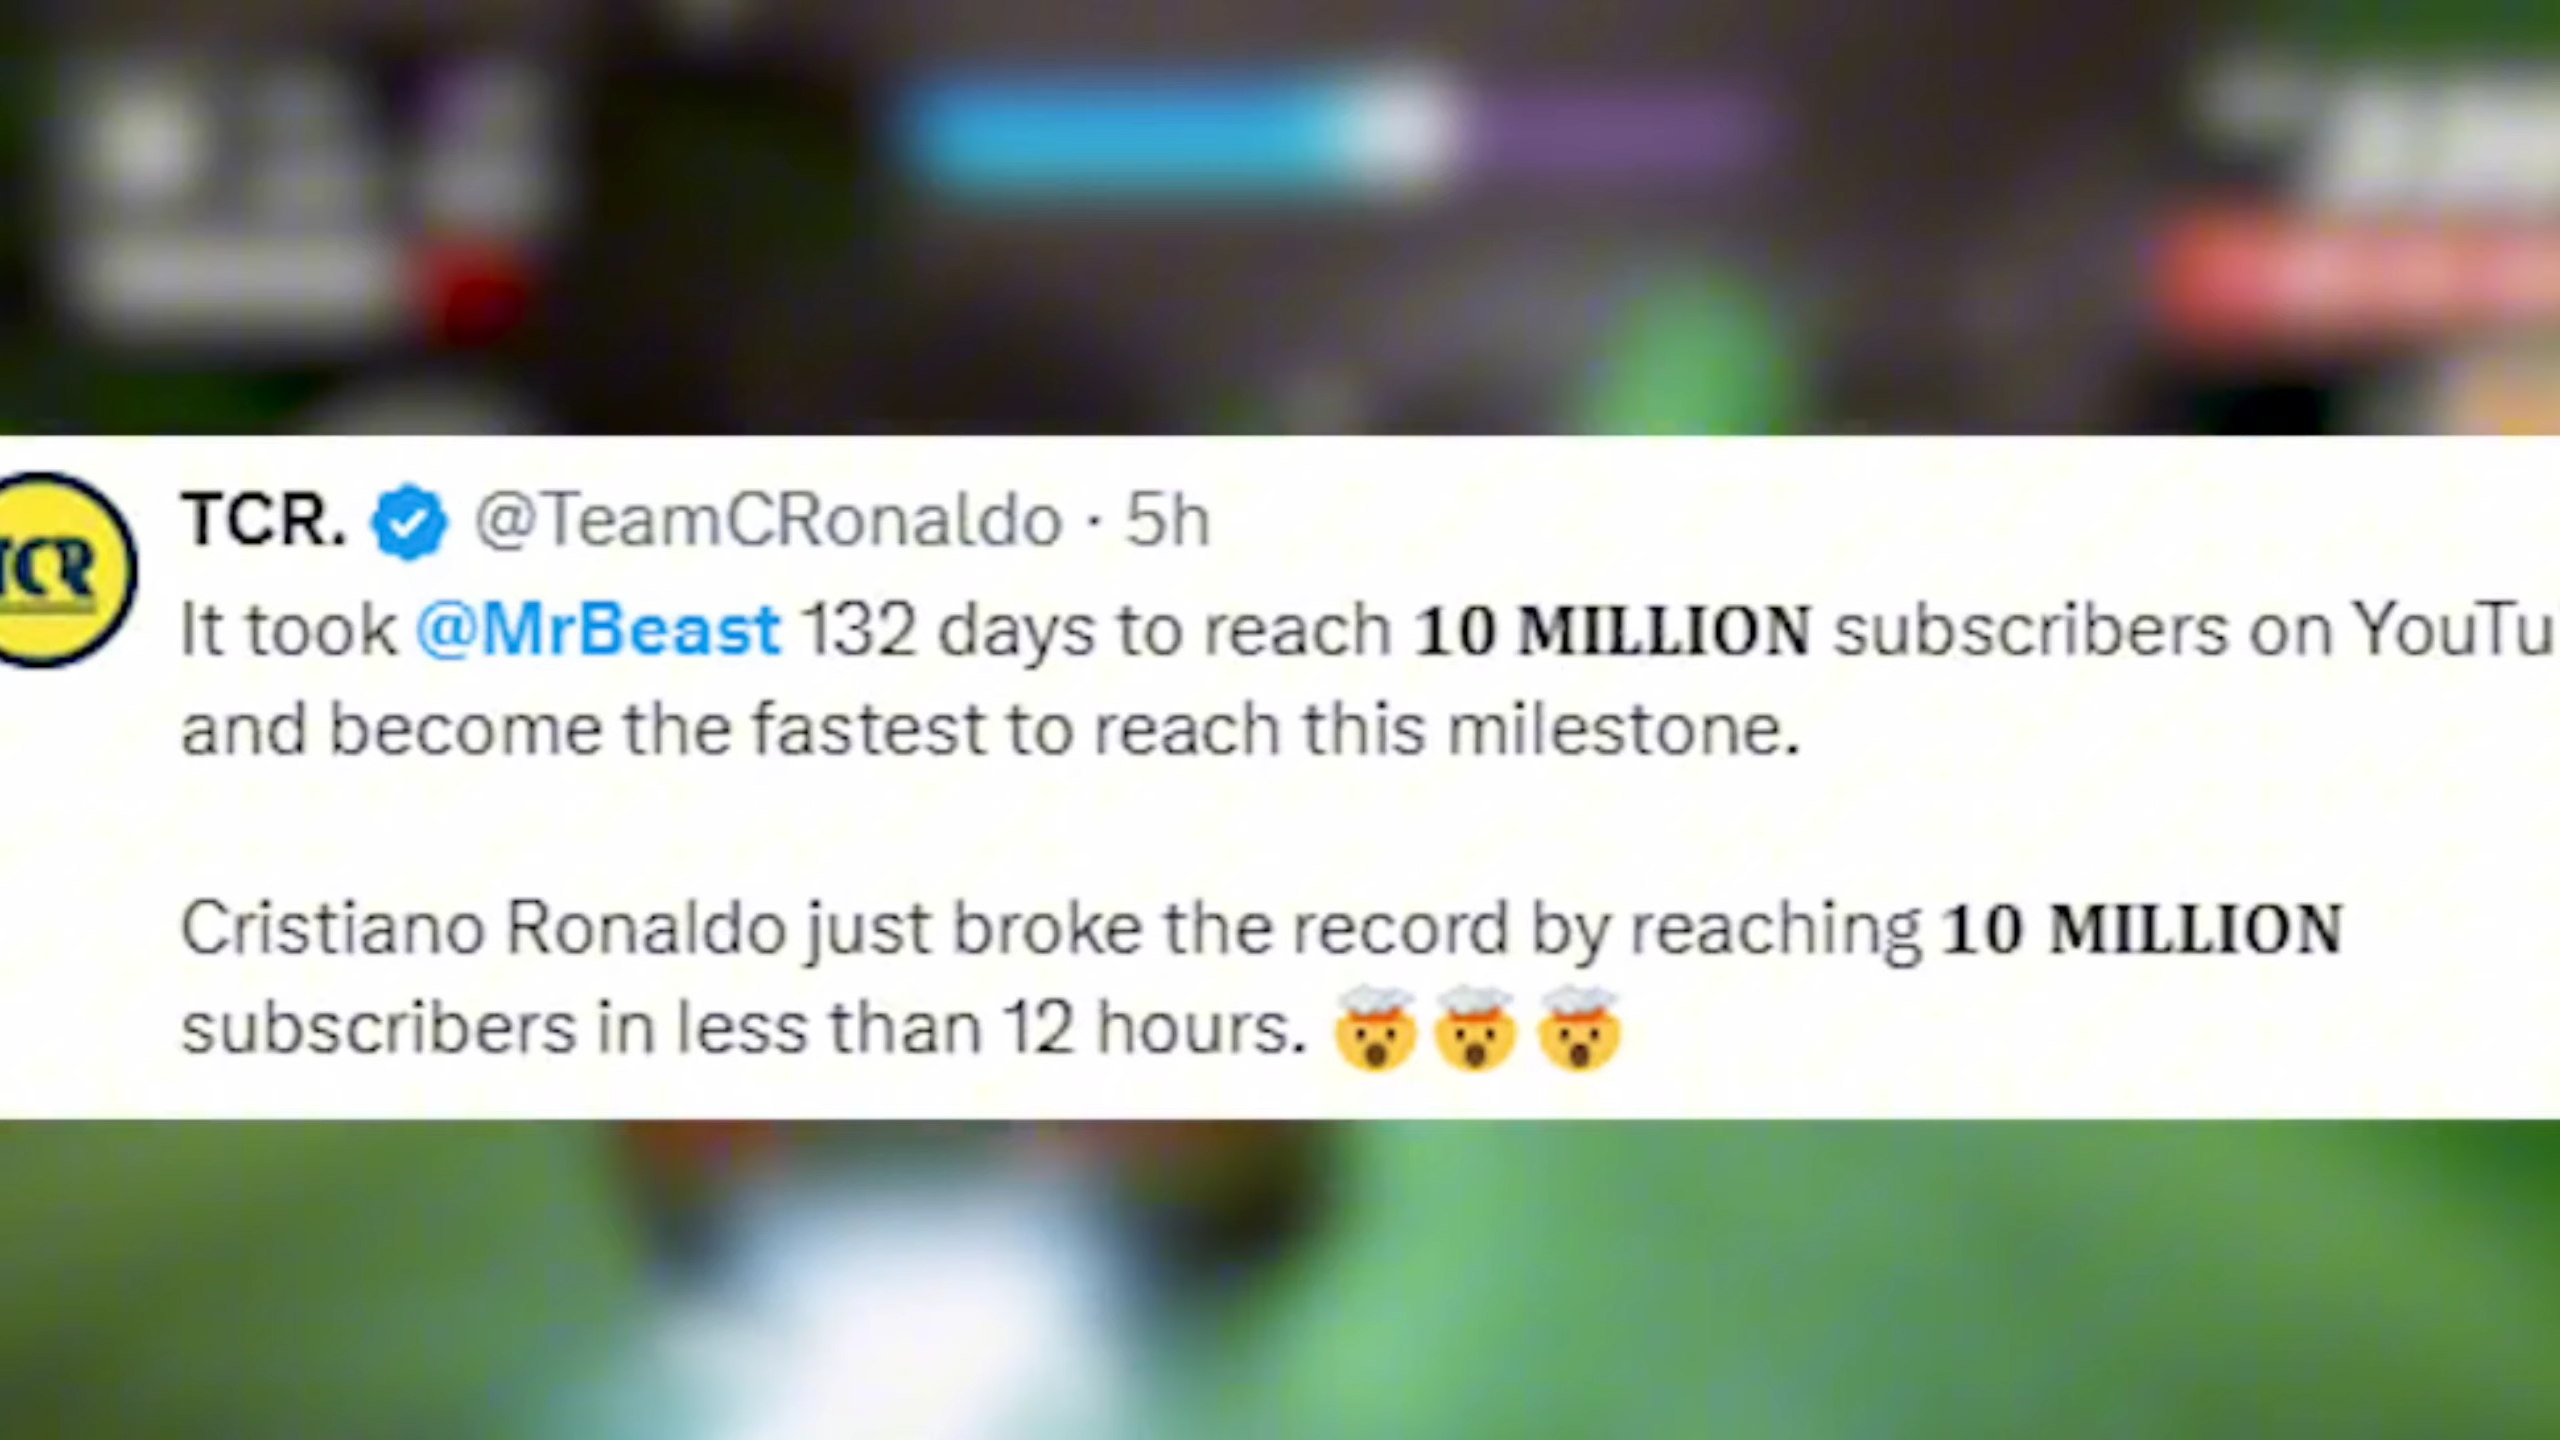 TCR
TCR. @TeamCRonaldo · 5h
It took @MrBeast 132 days to reach 10 MILLION subscribers on YouTu
and become the fastest to reach this milestone.
Cristiano Ronaldo just broke the record by reaching 10 MILLION
subscribers in less than 12 hours. 🤯🤯🤯